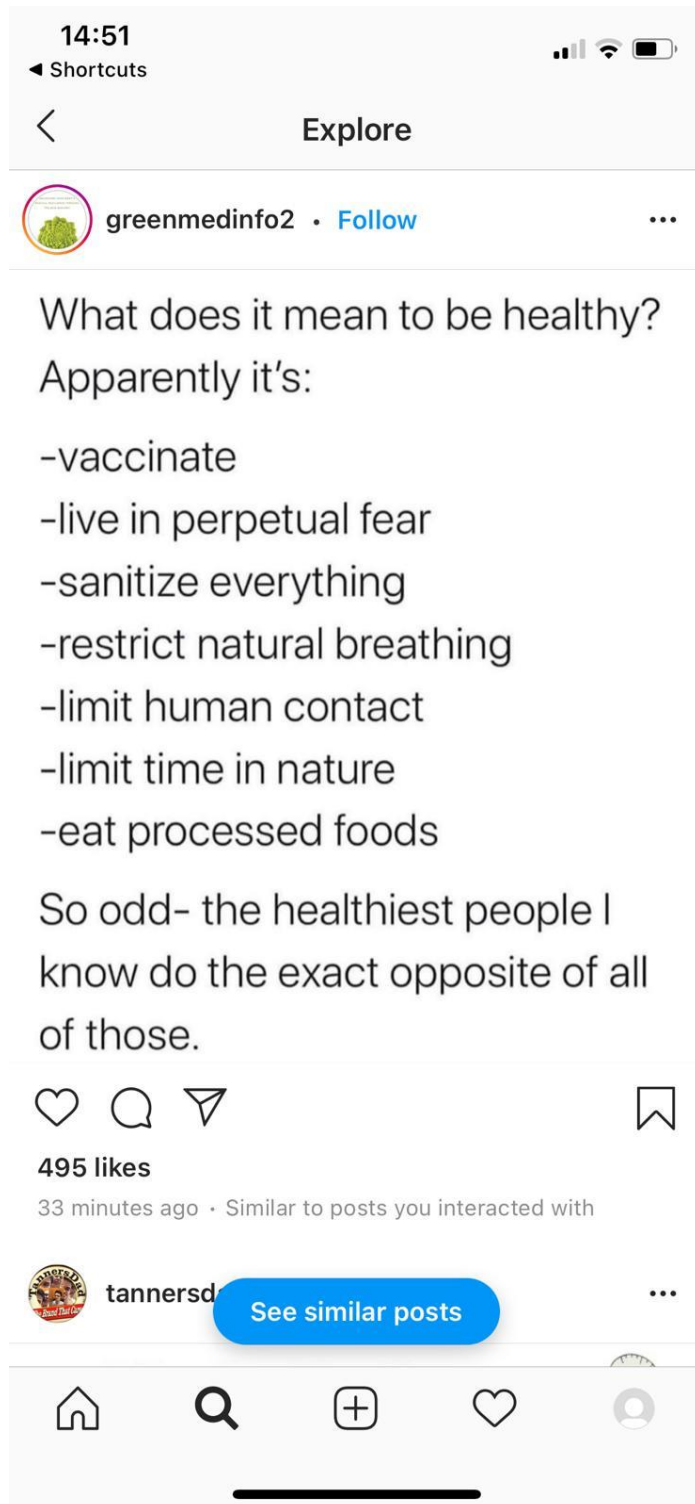 14:51
◀ Shortcuts
Explore
greenmedinfo2 • Follow
What does it mean to be healthy?
Apparently it's:
-vaccinate
-live in perpetual fear
-sanitize everything
-restrict natural breathing
-limit human contact
-limit time in nature
-eat processed foods
So odd- the healthiest people I
know do the exact opposite of all
of those.
495 likes
33 minutes ago • Similar to posts you interacted with
TannersDad
tannersd
See similar posts